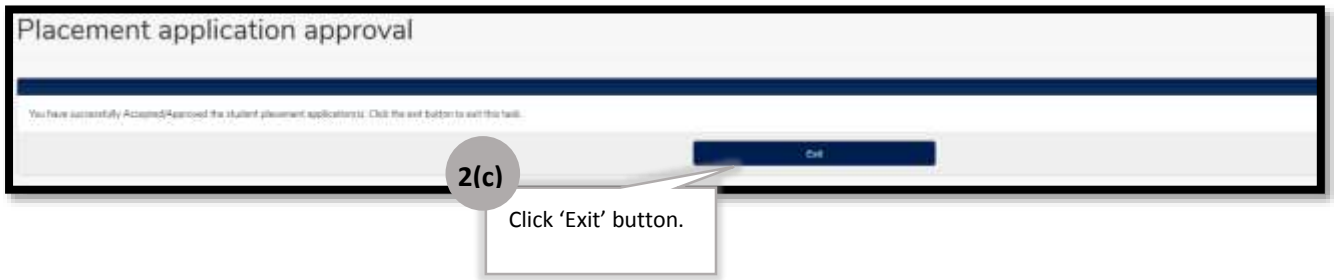 Placement application approval
You have successfully Accepted/Approved the student placement application(s). Click the exit button to exit this task.
Exit
2(c)
Click ‘Exit’ button.